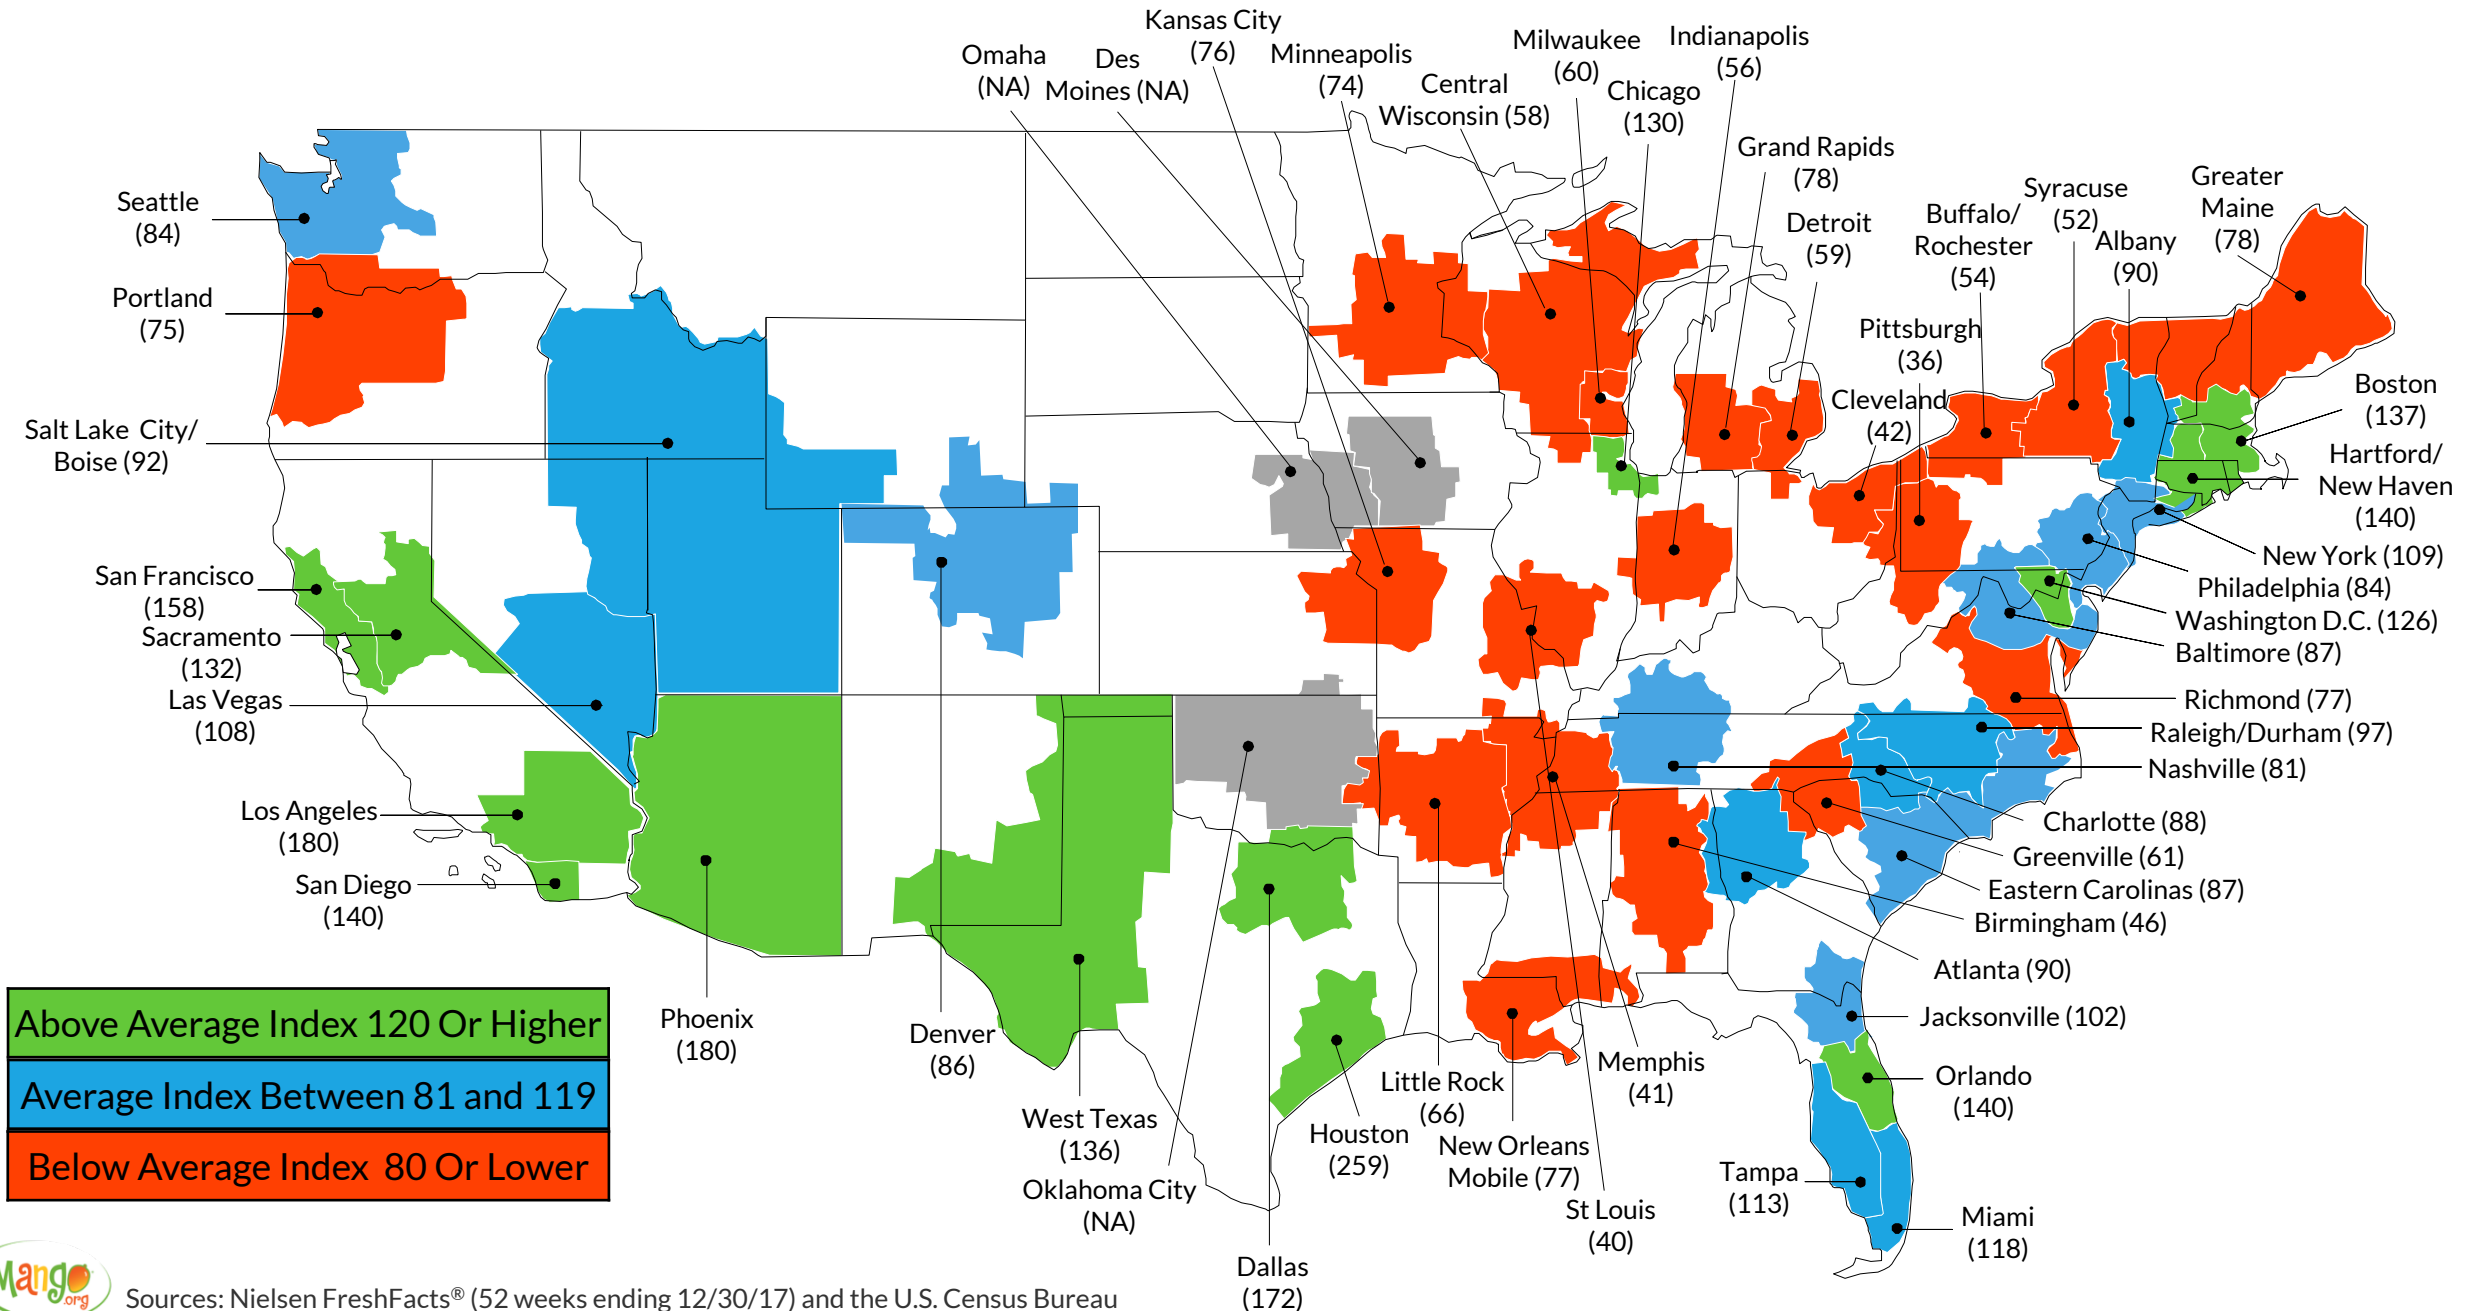 Kansas City
(76)
Omaha
(NA)
Des
Moines (NA)
Minneapolis
(74)
Central
Wisconsin (58)
Milwaukee
(60)
Chicago
(130)
Indianapolis
(56)
Grand Rapids
(78)
Detroit
(59)
Buffalo/
Rochester
(54)
Syracuse
(52)
Albany
(90)
Greater
Maine
(78)
Pittsburgh
(36)
Cleveland
(42)
Boston
(137)
Hartford/
New Haven
(140)
New York (109)
Philadelphia (84)
Washington D.C. (126)
Baltimore (87)
Richmond (77)
Raleigh/Durham (97)
Nashville (81)
Charlotte (88)
Greenville (61)
Eastern Carolinas (87)
Birmingham (46)
Atlanta (90)
Jacksonville (102)
Orlando
(140)
Tampa
(113)
Miami
(118)
Seattle
(84)
Portland
(75)
Salt Lake City/
Boise (92)
San Francisco
(158)
Sacramento
(132)
Las Vegas
(108)
Los Angeles
(180)
San Diego
(140)
Phoenix
(180)
Denver
(86)
West Texas
(136)
Oklahoma City
(NA)
Dallas
(172)
Houston
(259)
Little Rock
(66)
New Orleans
Mobile (77)
Memphis
(41)
St Louis
(40)
Above Average Index 120 Or Higher
Average Index Between 81 and 119
Below Average Index 80 Or Lower
Mango
.org
Sources: Nielsen FreshFacts® (52 weeks ending 12/30/17) and the U.S. Census Bureau